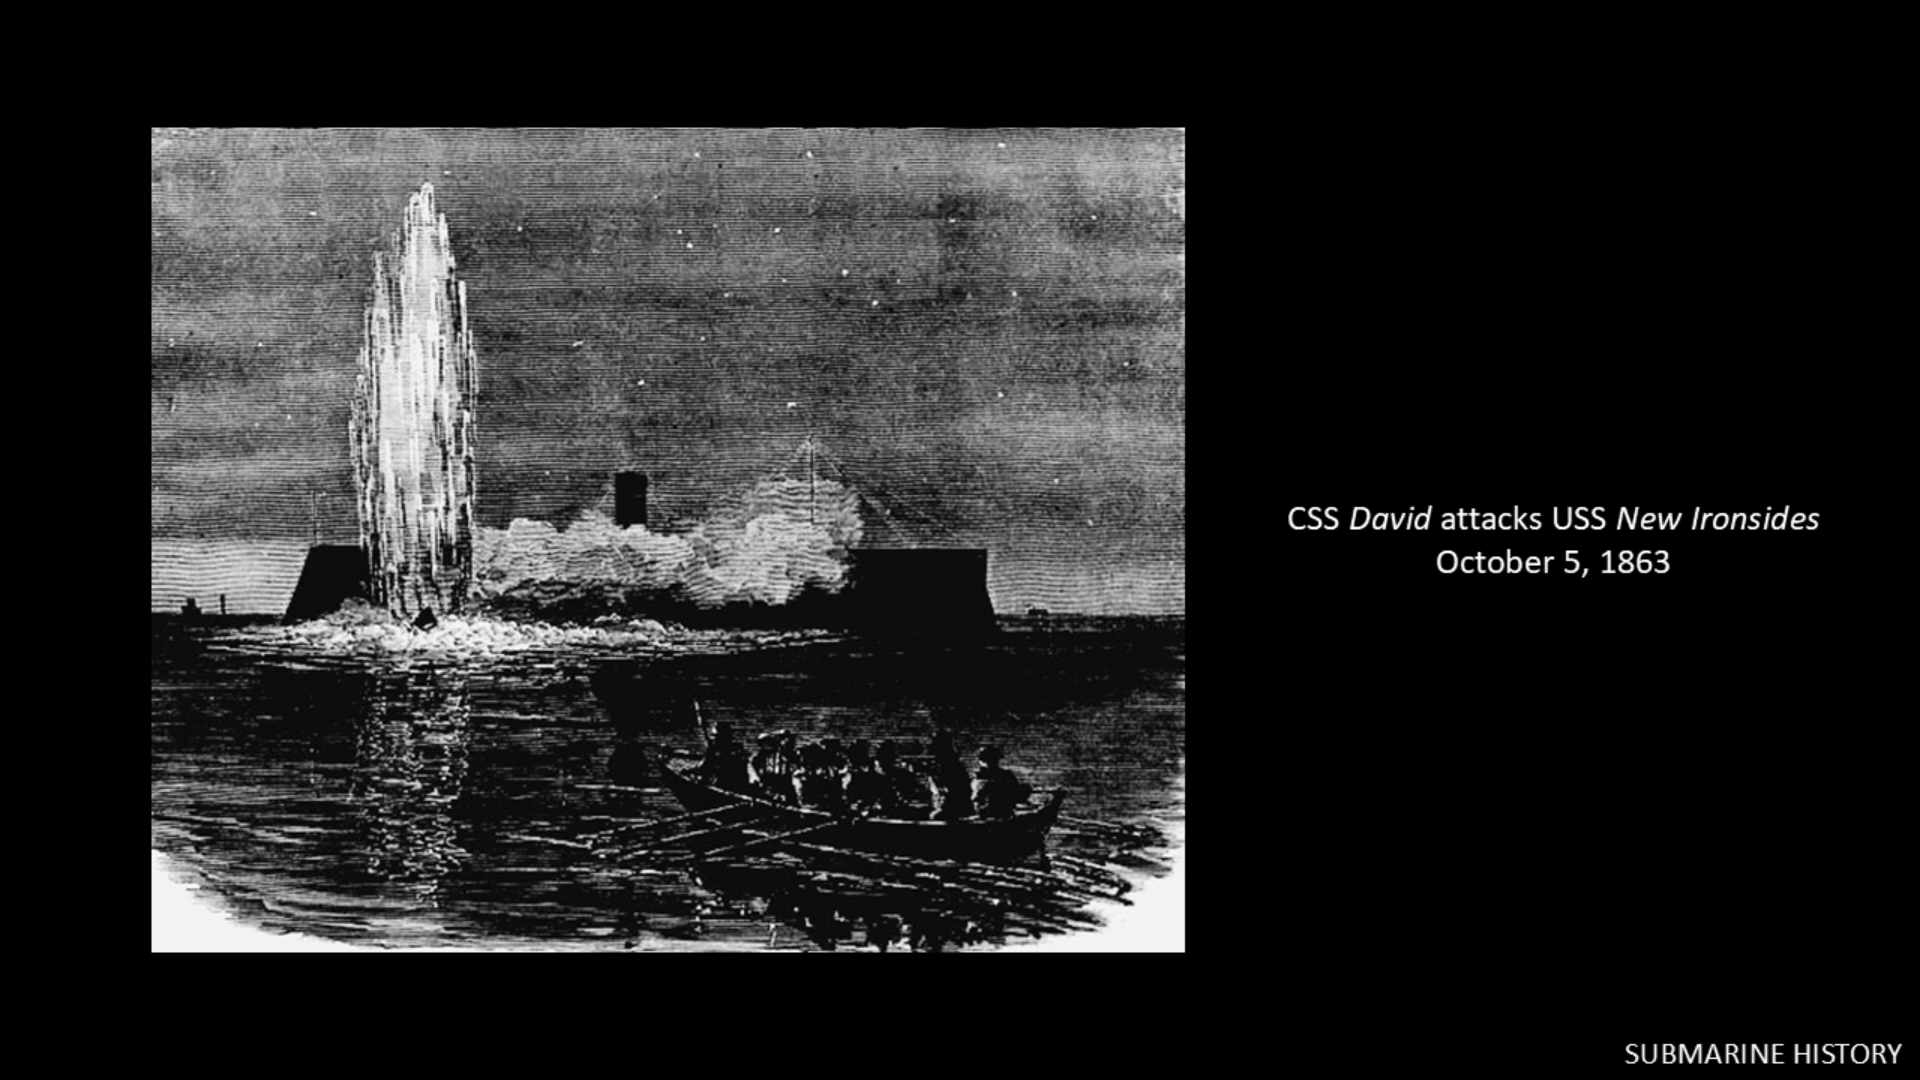 CSS David attacks USS New Ironsides
October 5, 1863
SUBMARINE HISTORY